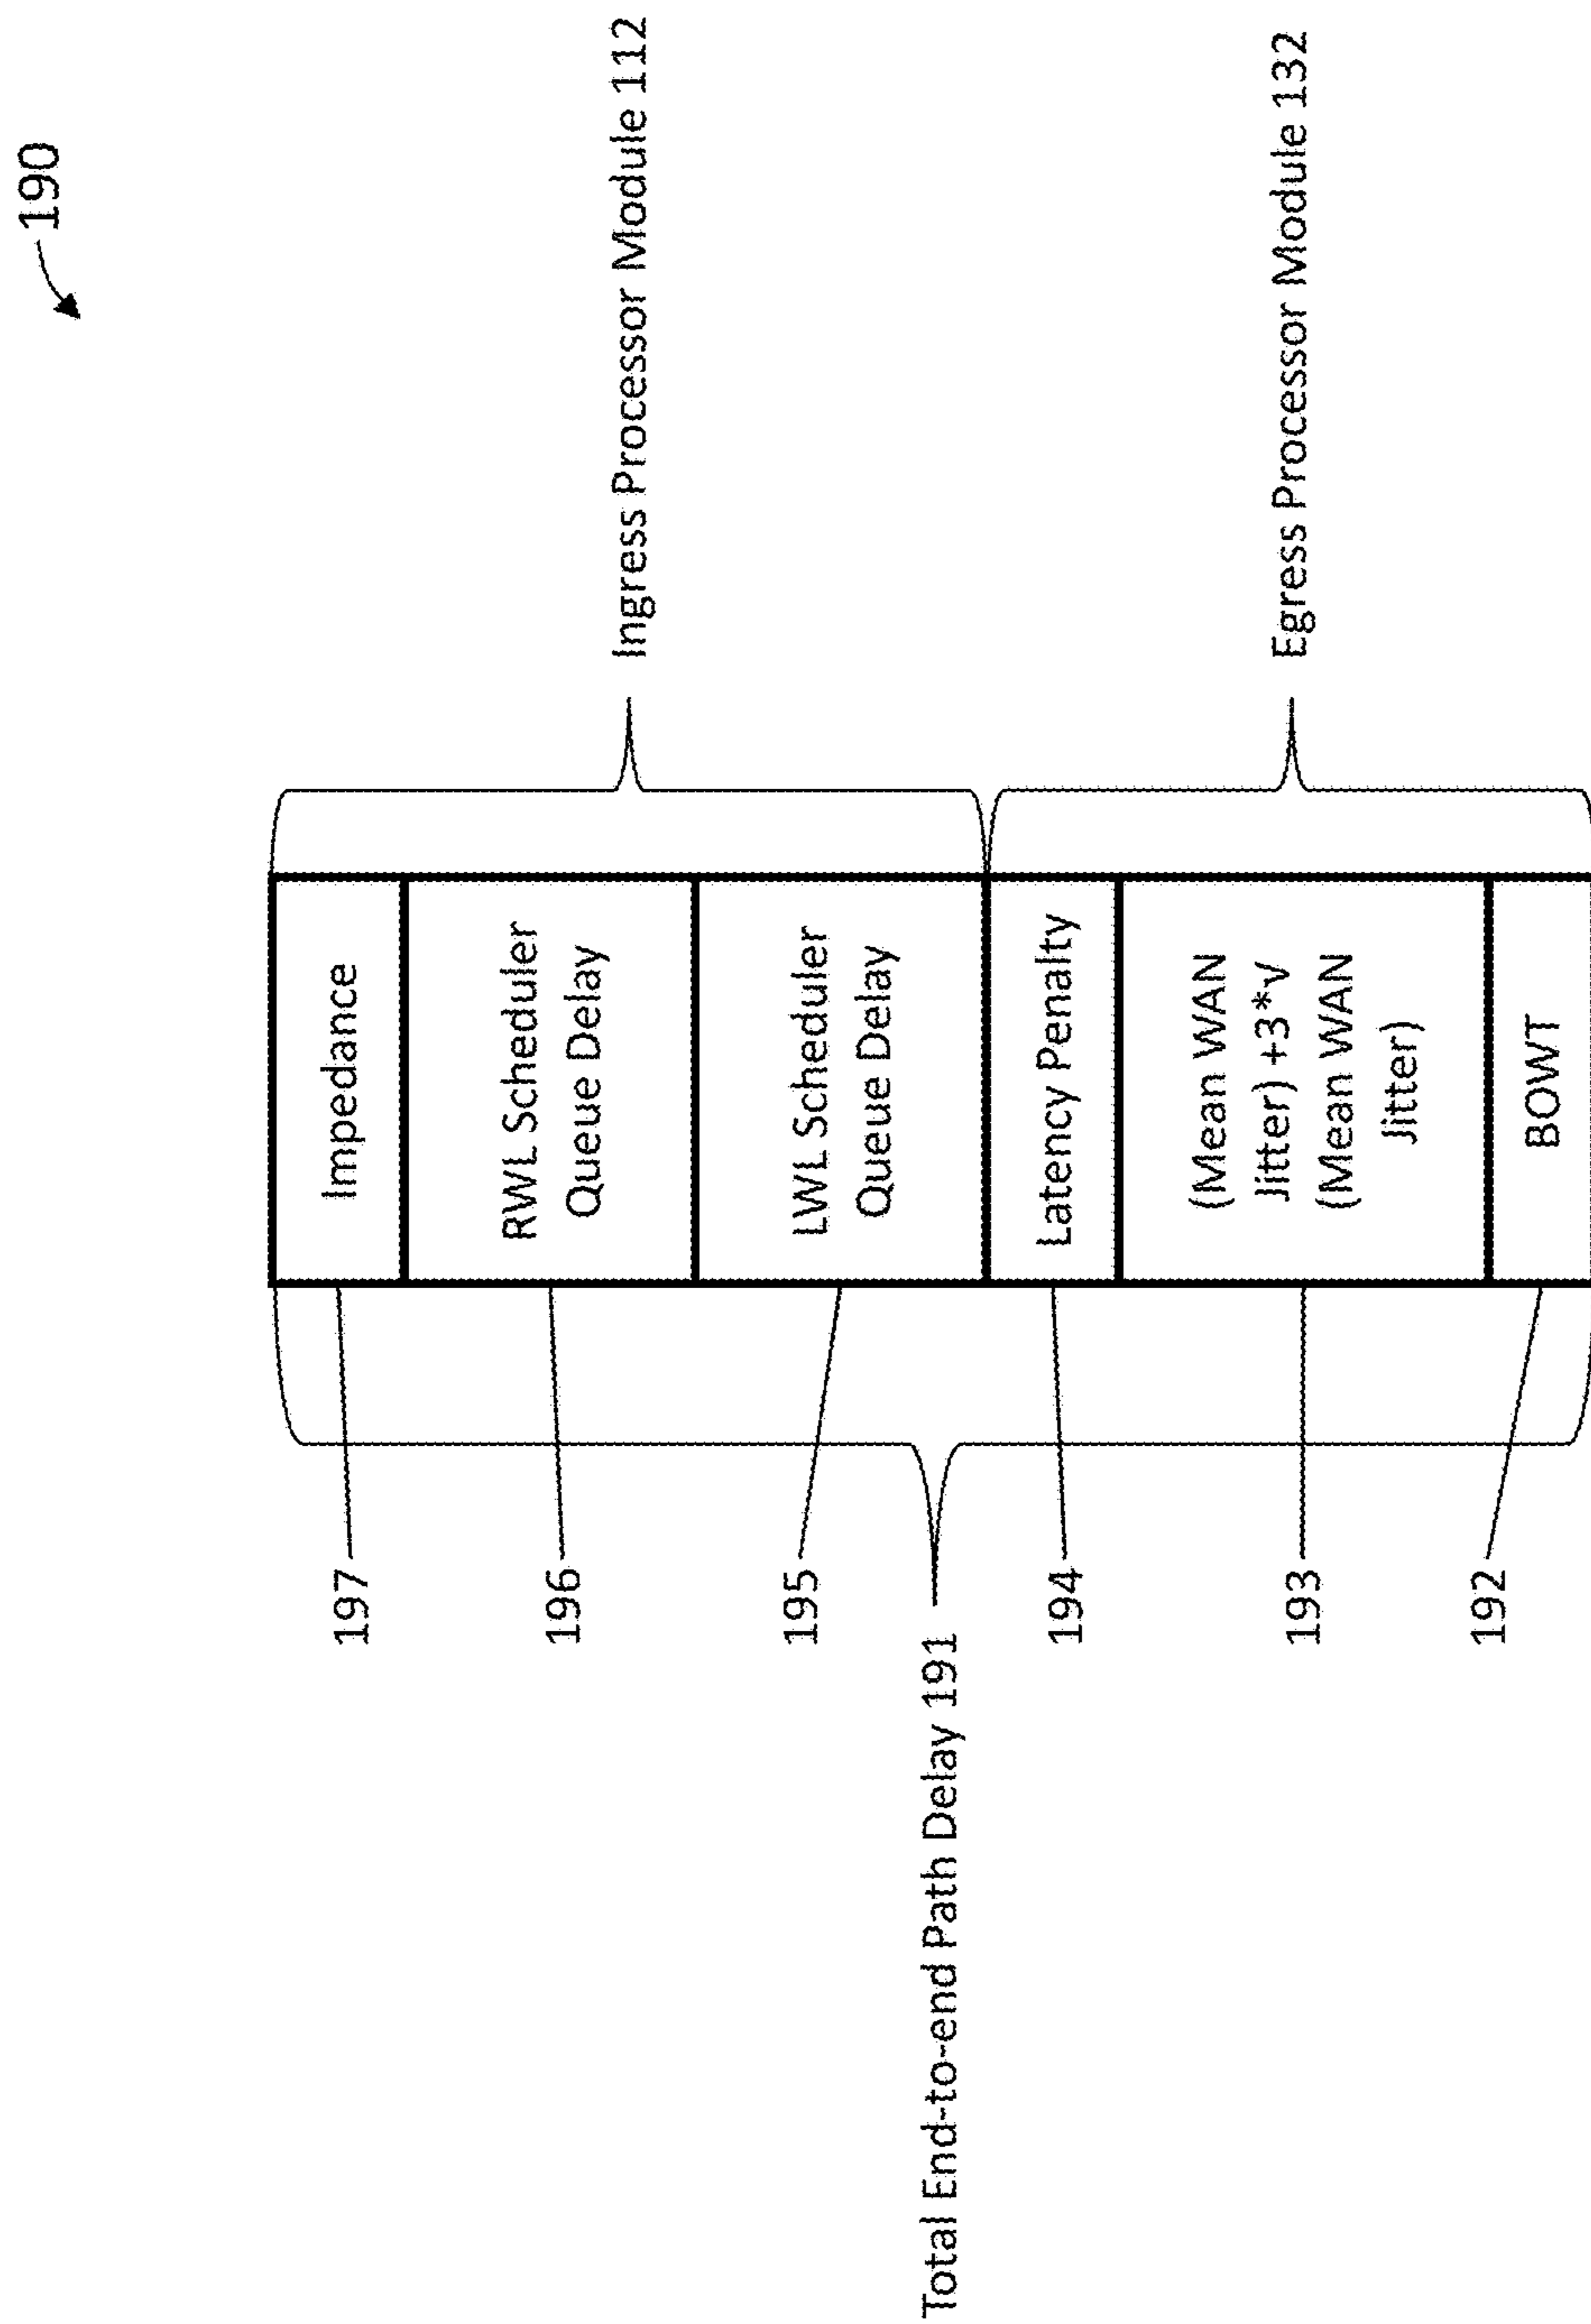 190
Total End-to-end Path Delay 191
197
Impedance
196
RWL Scheduler
Queue Delay
195
LWL Scheduler
Queue Delay
Ingress Processor Module 112
194
Latency Penalty
193
(Mean WAN
Jitter) +3*√
(Mean WAN
Jitter)
192
BOWT
Egress Processor Module 132